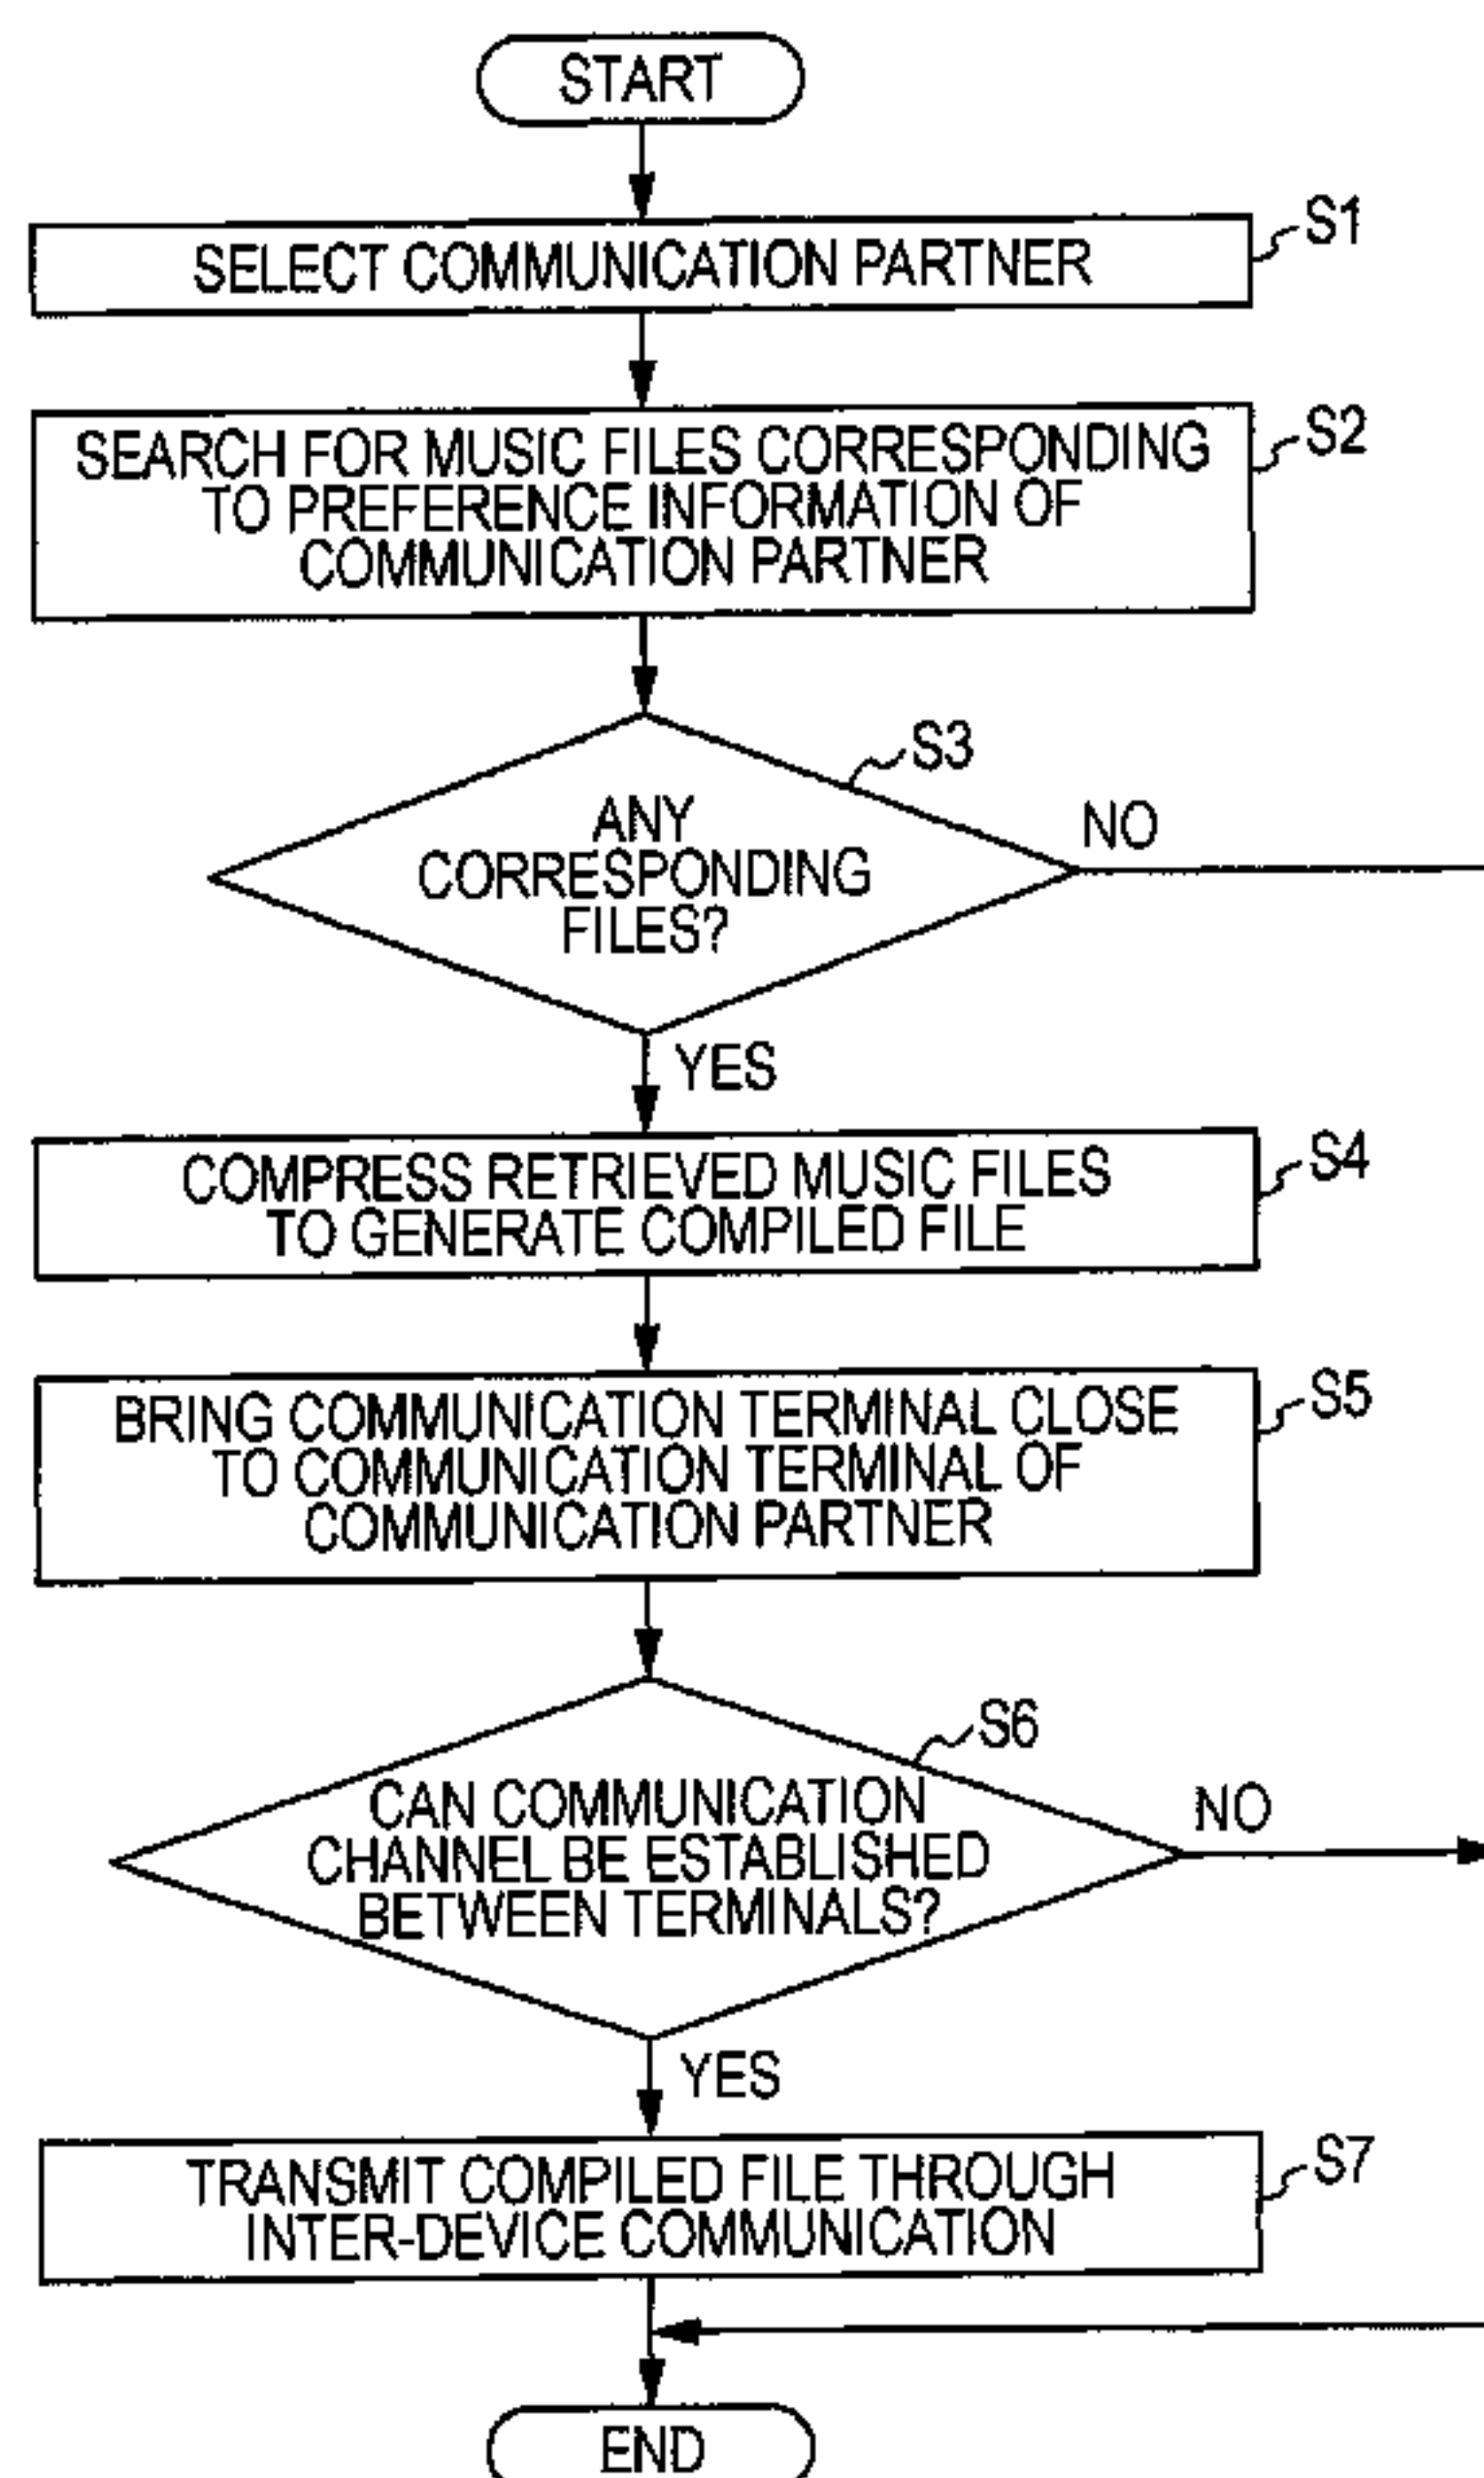 START
S1
SELECT COMMUNICATION PARTNER
S2
SEARCH FOR MUSIC FILES CORRESPONDING
TO PREFERENCE INFORMATION OF
COMMUNICATION PARTNER
S3
ANY
CORRESPONDING
FILES?
NO
YES
S4
COMPRESS RETRIEVED MUSIC FILES
TO GENERATE COMPILED FILE
S5
BRING COMMUNICATION TERMINAL CLOSE
TO COMMUNICATION TERMINAL OF
COMMUNICATION PARTNER
S6
CAN COMMUNICATION
CHANNEL BE ESTABLISHED
BETWEEN TERMINALS?
NO
YES
S7
TRANSMIT COMPILED FILE THROUGH
INTER-DEVICE COMMUNICATION
END